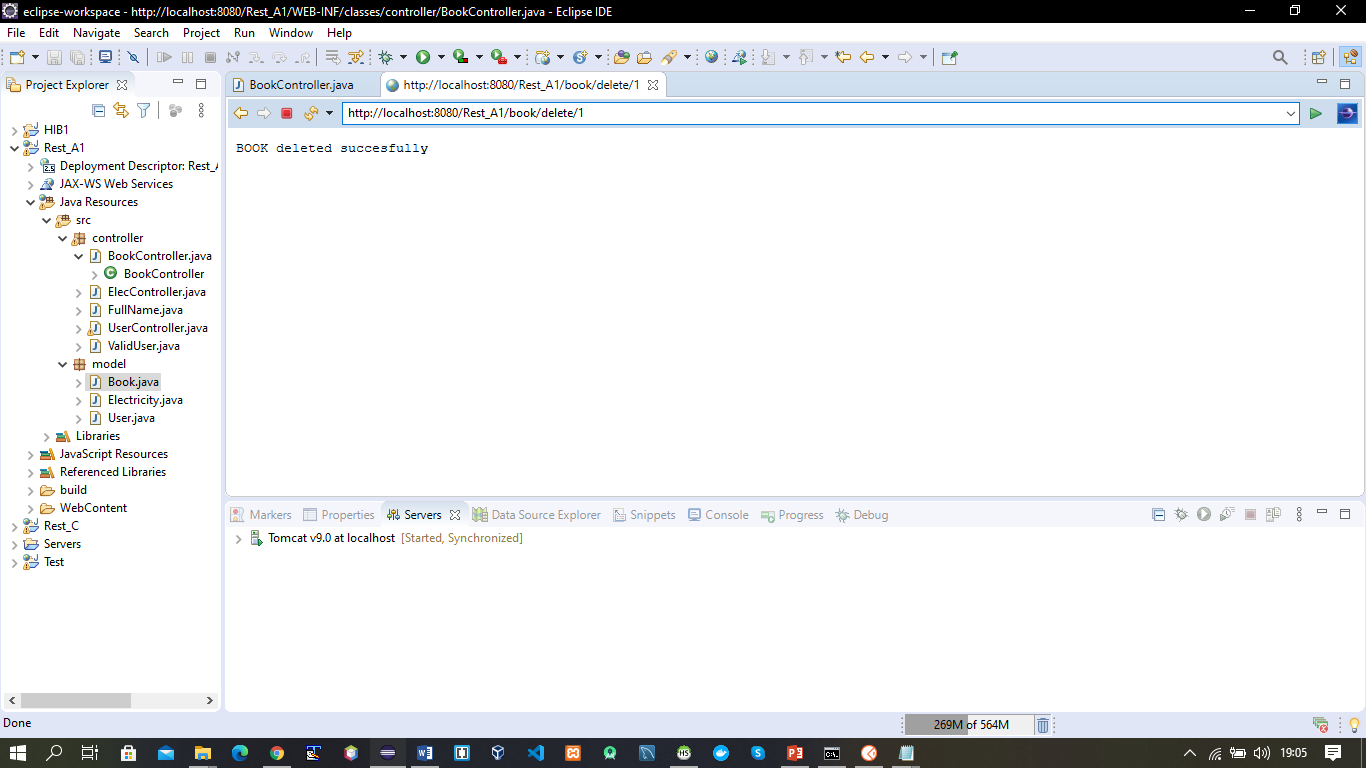 eclipse-workspace - http://localhost:8080/Rest_A1/WEB-INF/classes/controller/BookController.java - Eclipse IDE
File Edit Navigate Search Project Run Window Help
Project Explorer
HIB1
Rest_A1
Deployment Descriptor: Rest_A
JAX-WS Web Services
Java Resources
src
controller
BookController.java
BookController
ElecController.java
FullName.java
UserController.java
ValidUser.java
model
Book.java
Electricity.java
User.java
Libraries
JavaScript Resources
Referenced Libraries
build
WebContent
Rest_C
Servers
Test
BookController.java http://localhost:8080/Rest_A1/book/delete/1
http://localhost:8080/Rest_A1/book/delete/1
BOOK deleted succesfully
Markers Properties Servers Data Source Explorer Snippets Console Progress Debug
Tomcat v9.0 at localhost [Started, Synchronized]
Done
269M of 564M
19:05